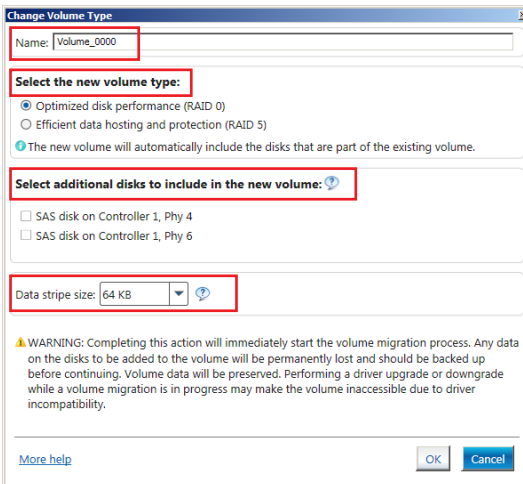 Change Volume Type
Name: Volume_0000
Select the new volume type:
Optimized disk performance (RAID 0)
Efficient data hosting and protection (RAID 5)
The new volume will automatically include the disks that are part of the existing volume.
Select additional disks to include in the new volume:
SAS disk on Controller 1, Phy 4
SAS disk on Controller 1, Phy 6
Data stripe size: 64 KB
WARNING: Completing this action will immediately start the volume migration process. Any data
on the disks to be added to the volume will be permanently lost and should be backed up
before continuing. Volume data will be preserved. Performing a driver upgrade or downgrade
while a volume migration is in progress may make the volume inaccessible due to driver
incompatibility.
More help OK Cancel